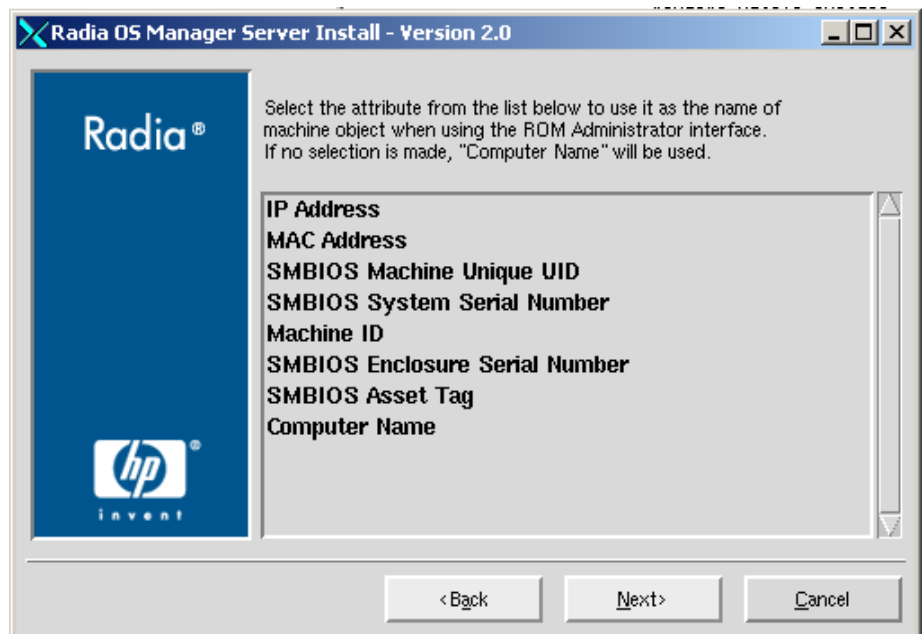 Radia OS Manager Server Install - Version 2.0
Radia®
Select the attribute from the list below to use it as the name of
machine object when using the ROM Administrator interface.
If no selection is made, "Computer Name" will be used.
IP Address
MAC Address
SMBIOS Machine Unique UID
SMBIOS System Serial Number
Machine ID
SMBIOS Enclosure Serial Number
SMBIOS Asset Tag
Computer Name
hp®
invent
<Back
Next>
Cancel